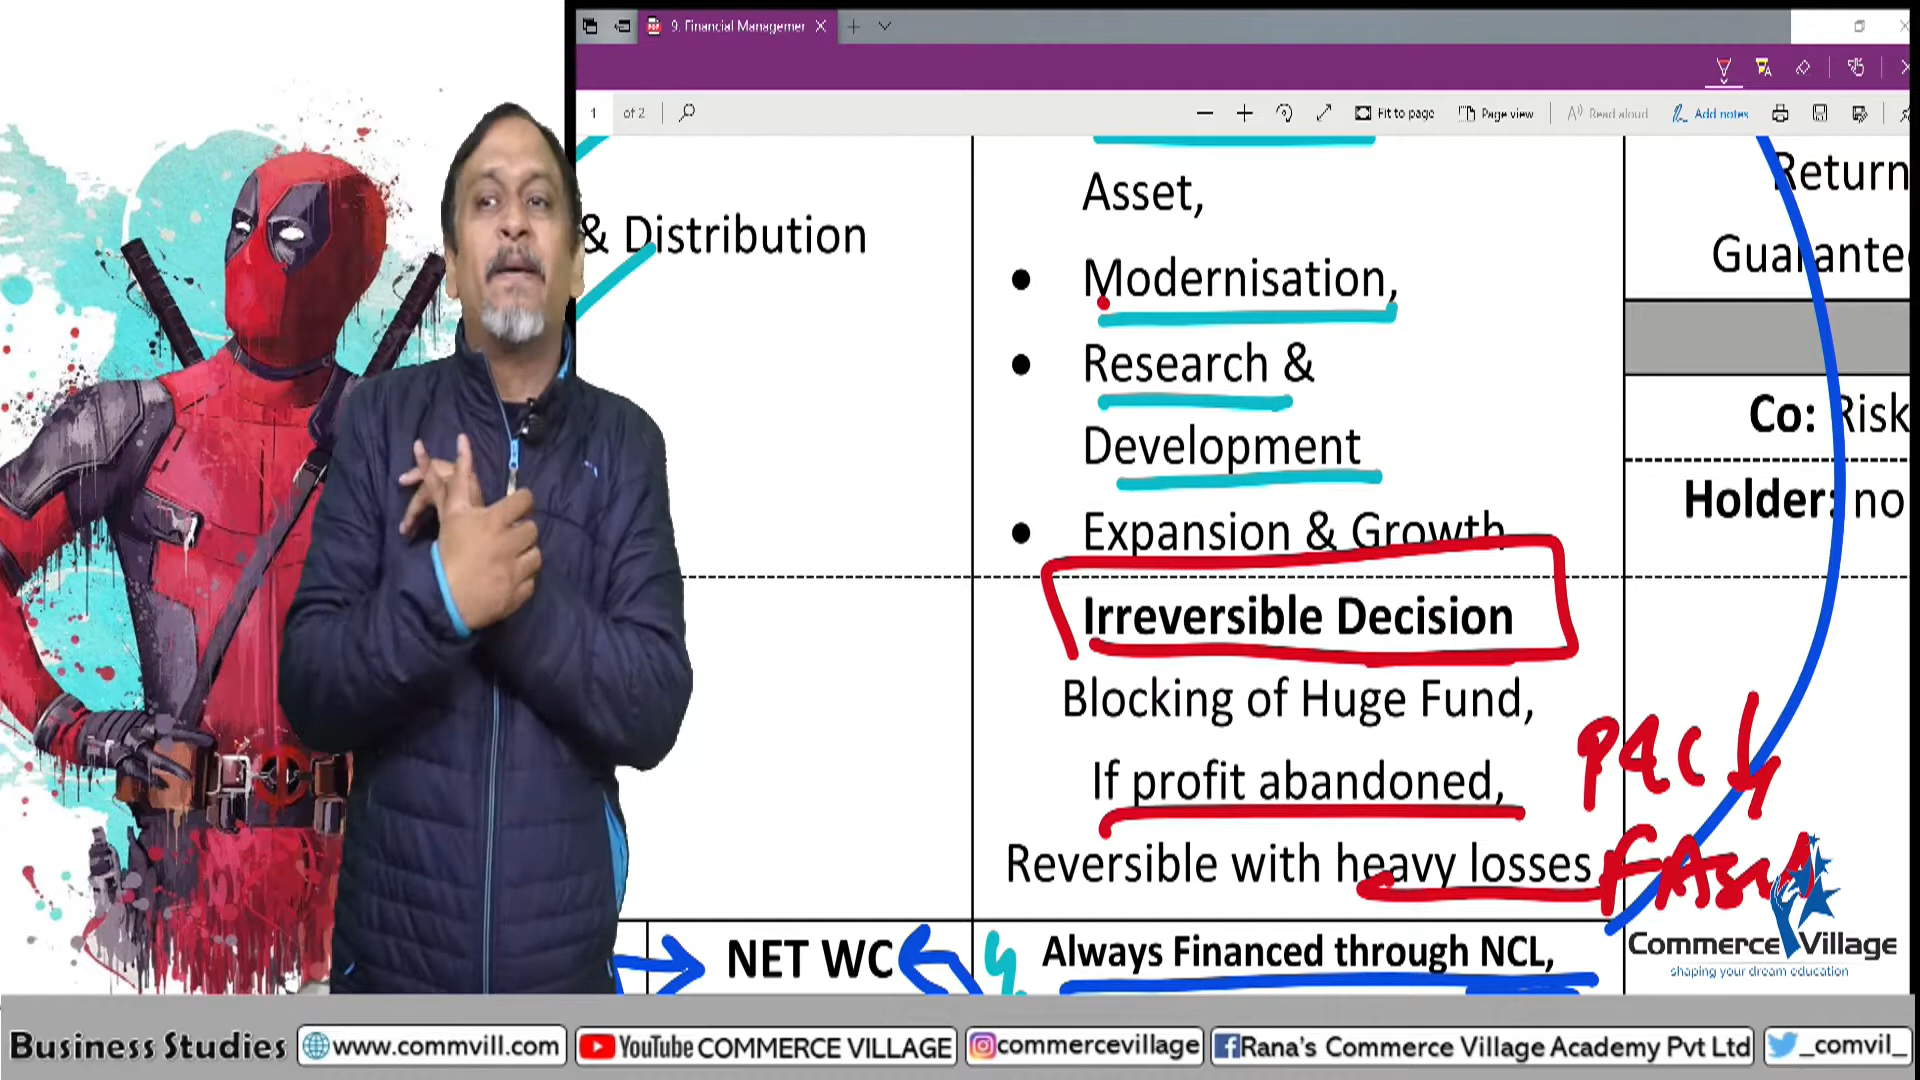 9. Financial Managemer
1 of 2
Fit to page
Page view
Read aloud
Add notes
& Distribution
Asset,
• Modernisation,
• Research &
Development
• Expansion & Growth
Irreversible Decision
Blocking of Huge Fund,
If profit abandoned,
Reversible with heavy losses
NET WC
Always Financed through NCL,
Return
Guarantee
Co: Risk
Holder: no
Commerce Village
shaping your dream education
Business Studies
www.commvill.com
YouTube COMMERCE VILLAGE
commercevillage
Rana's Commerce Village Academy Pvt Ltd
_comvil_